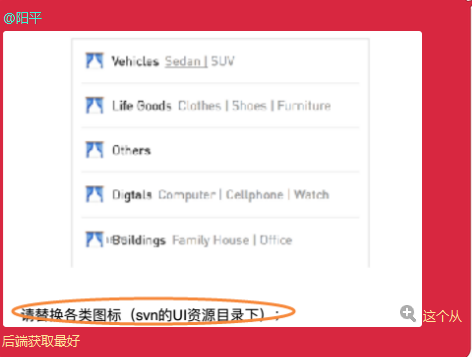 @阳平
Vehicles Sedan | SUV
Life Goods Clothes | Shoes | Furniture
Others
Digtals Computer | Cellphone | Watch
Buildings Family House | Office
请替换各类图标（svn的UI资源目录下）；
这个从
后端获取最好